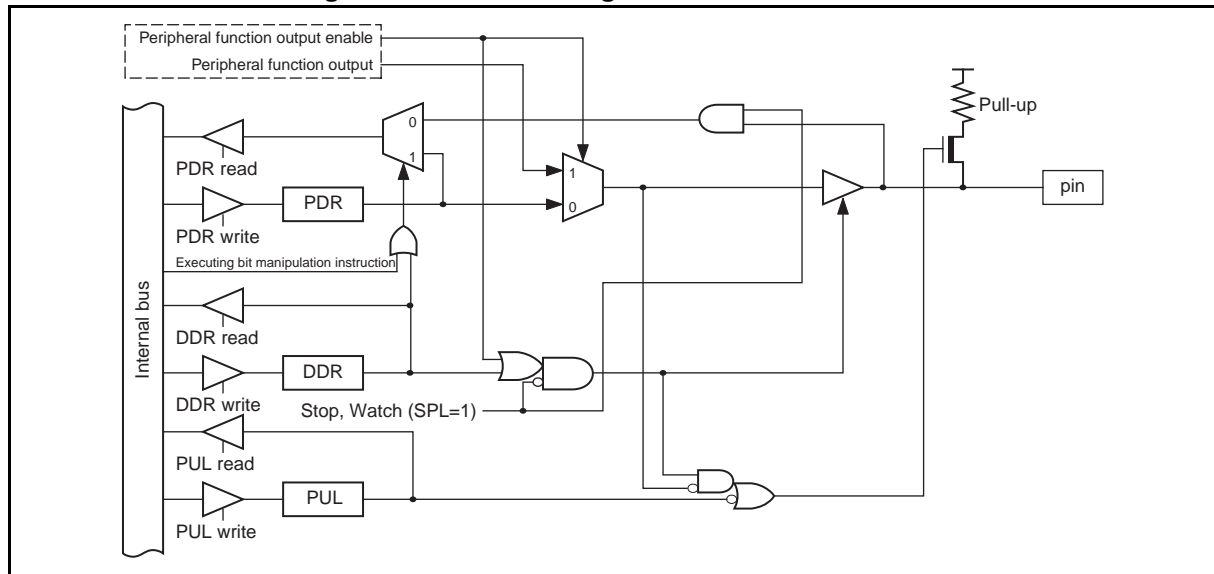 Peripheral function output enable
Peripheral function output
Pull-up
0
1
PDR read
1
0
PDR
pin
PDR write
Executing bit manipulation instruction
Internal bus
DDR read
DDR
DDR write
Stop, Watch (SPL=1)
PUL read
PUL
PUL write